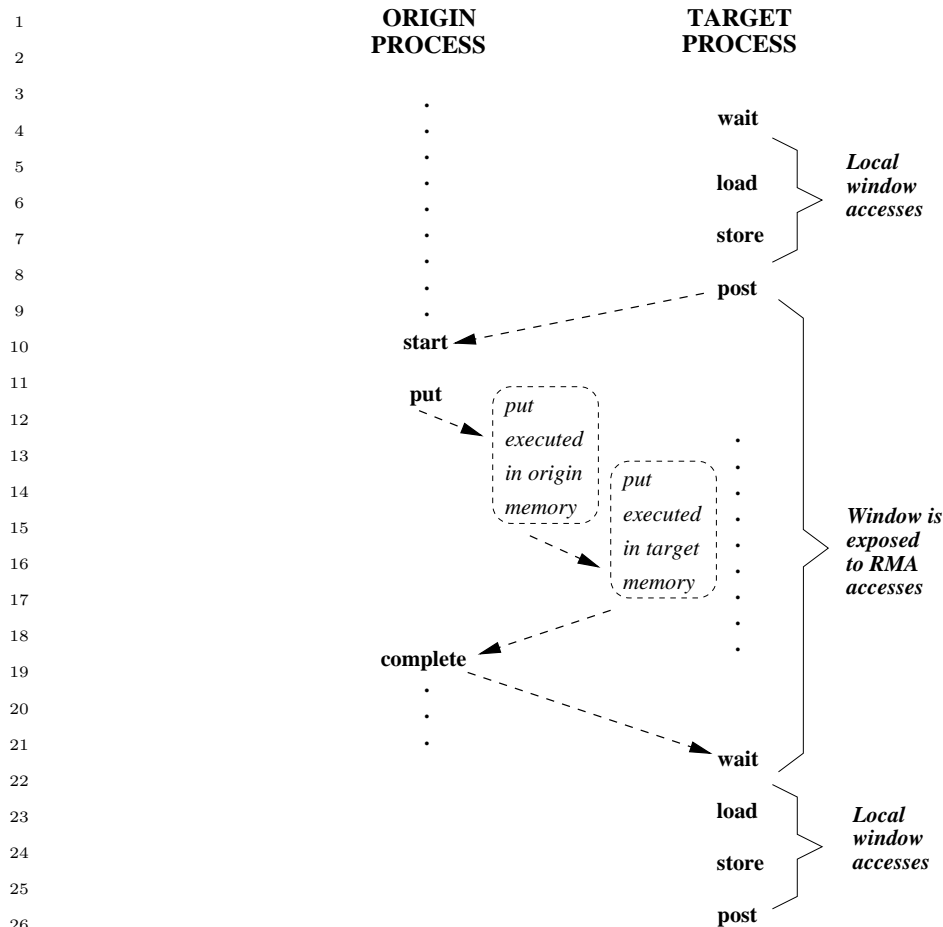 1
ORIGIN PROCESS
TARGET PROCESS
2
3
wait
4
5
Local window accesses
load
6
7
store
8
post
9
start
10
11
put
12
put executed in origin memory
13
14
put executed in target memory
15
Window is exposed to RMA accesses
16
17
18
complete
19
20
21
wait
22
load
23
Local window accesses
24
store
25
post
26